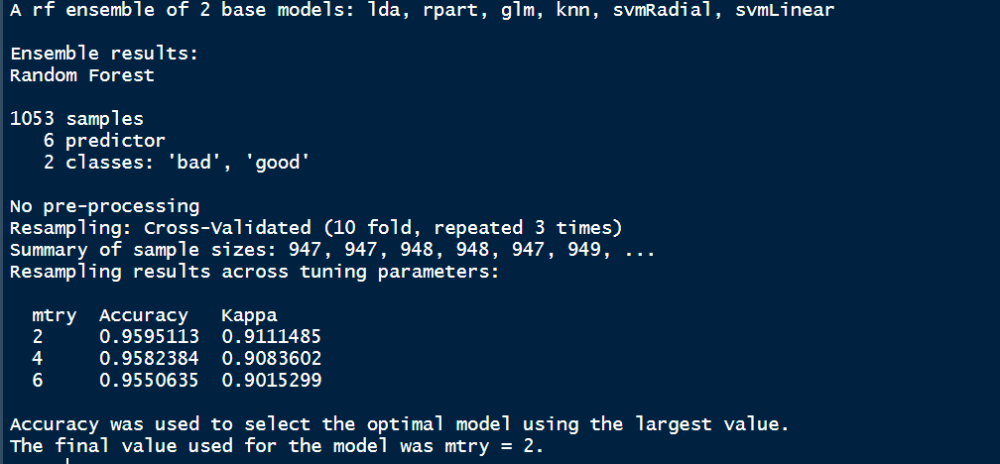 A rf ensemble of 2 base models: lda, rpart, glm, knn, svmRadial, svmLinear
Ensemble results:
Random Forest
1053 samples
6 predictor
2 classes: 'bad', 'good'
No pre-processing
Resampling: Cross-Validated (10 fold, repeated 3 times)
Summary of sample sizes: 947, 947, 948, 948, 947, 949, ...
Resampling results across tuning parameters:
mtry Accuracy Kappa
2 0.9595113 0.9111485
4 0.9582384 0.9083602
6 0.9550635 0.9015299
Accuracy was used to select the optimal model using the largest value.
The final value used for the model was mtry = 2.